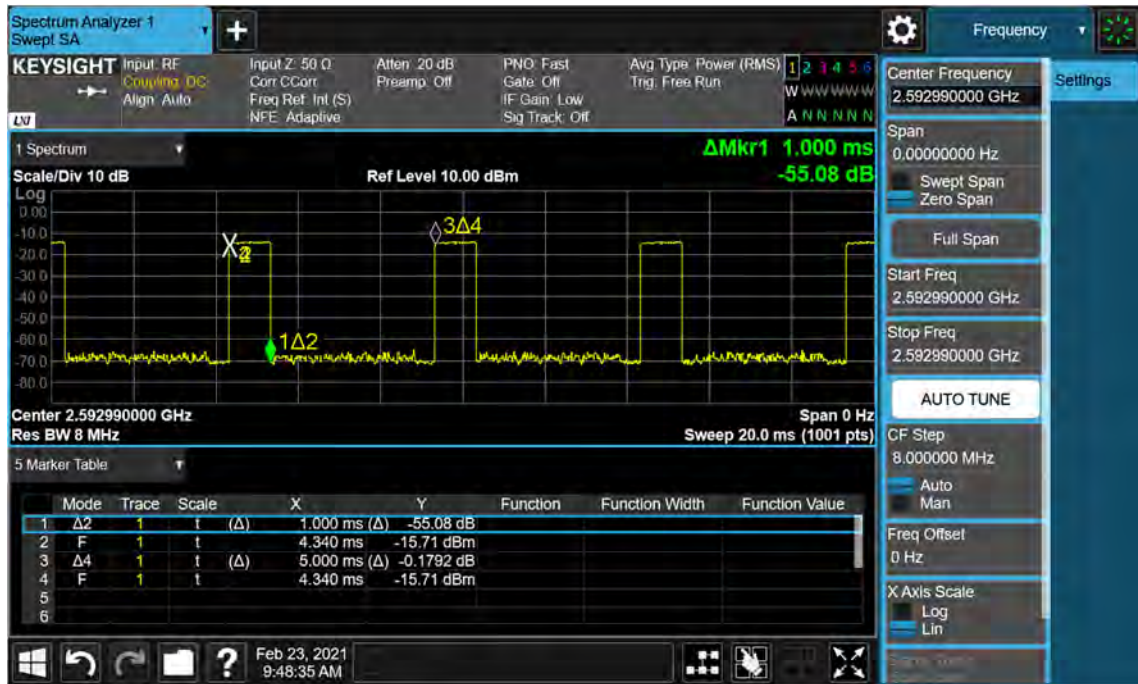 Spectrum Analyzer 1
Swept SA
+
Frequency
KEYSIGHT
Input: RF
Coupling: DC
Align: Auto
LXI
Input Z: 50 Ω
Corr CCorr
Freq Ref: Int (S)
NFE: Adaptive
Atten: 20 dB
Preamp: Off
PNO: Fast
Gate: Off
IF Gain: Low
Sig Track: Off
Avg Type: Power (RMS)
Trig: Free Run
1 2 3 4 5 6
W W W W W W
A N N N N N
Center Frequency
2.592990000 GHz
Settings
Span
0.00000000 Hz
Swept Span
Zero Span
Full Span
Start Freq
2.592990000 GHz
Stop Freq
2.592990000 GHz
AUTO TUNE
CF Step
8.000000 MHz
Auto
Man
Freq Offset
0 Hz
X Axis Scale
Log
Lin
1 Spectrum
ΔMkr1 1.000 ms
-55.08 dB
Scale/Div 10 dB
Ref Level 10.00 dBm
Log
0.00
-10.0
-20.0
-30.0
-40.0
-50.0
-60.0
-70.0
-80.0
3Δ4
1Δ2
Center 2.592990000 GHz
Span 0 Hz
Res BW 8 MHz
Sweep 20.0 ms (1001 pts)
5 Marker Table
Mode Trace Scale X Y Function Function Width Function Value
1 Δ2 1 t (Δ) 1.000 ms (Δ) -55.08 dB
2 F 1 t 4.340 ms -15.71 dBm
3 Δ4 1 t (Δ) 5.000 ms (Δ) -0.1792 dB
4 F 1 t 4.340 ms -15.71 dBm
5
6
?
Feb 23, 2021
9:48:35 AM